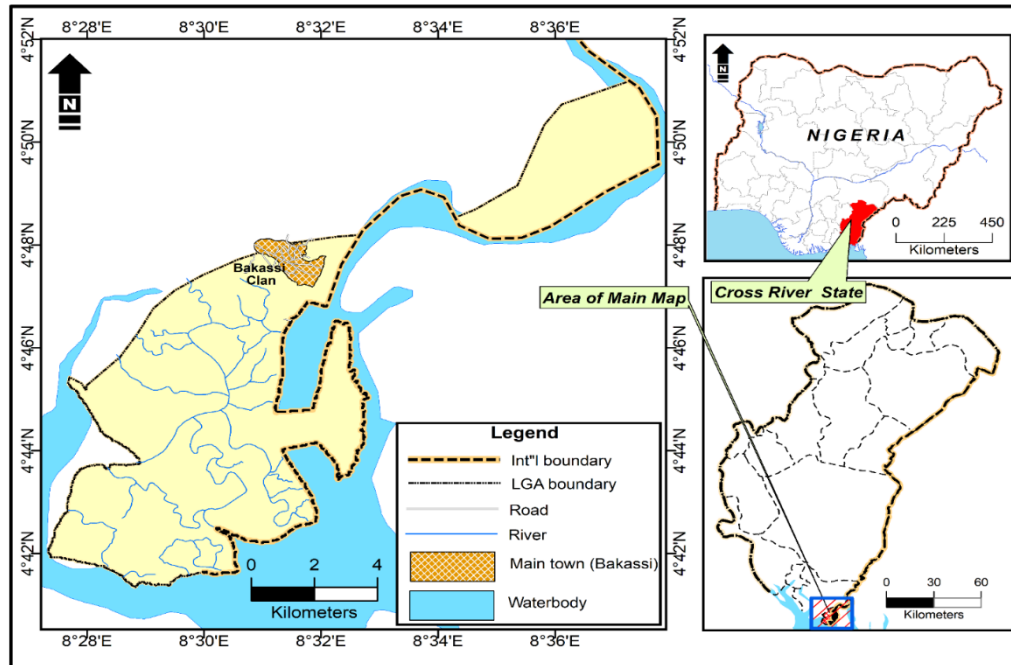 8°28'E 8°30'E 8°32'E 8°34'E 8°36'E
4°52'N
4°50'N
4°48'N
4°46'N
4°44'N
4°42'N
N
Bakassi
Clan
0 2 4
Kilometers
Legend
Int"l boundary
LGA boundary
Road
River
Main town (Bakassi)
Waterbody
4°52'N
4°50'N
4°48'N
4°46'N
4°44'N
4°42'N
8°28'E 8°30'E 8°32'E 8°34'E 8°36'E
N
NIGERIA
0 225 450
Kilometers
Area of Main Map
Cross River State
0 30 60
Kilometers